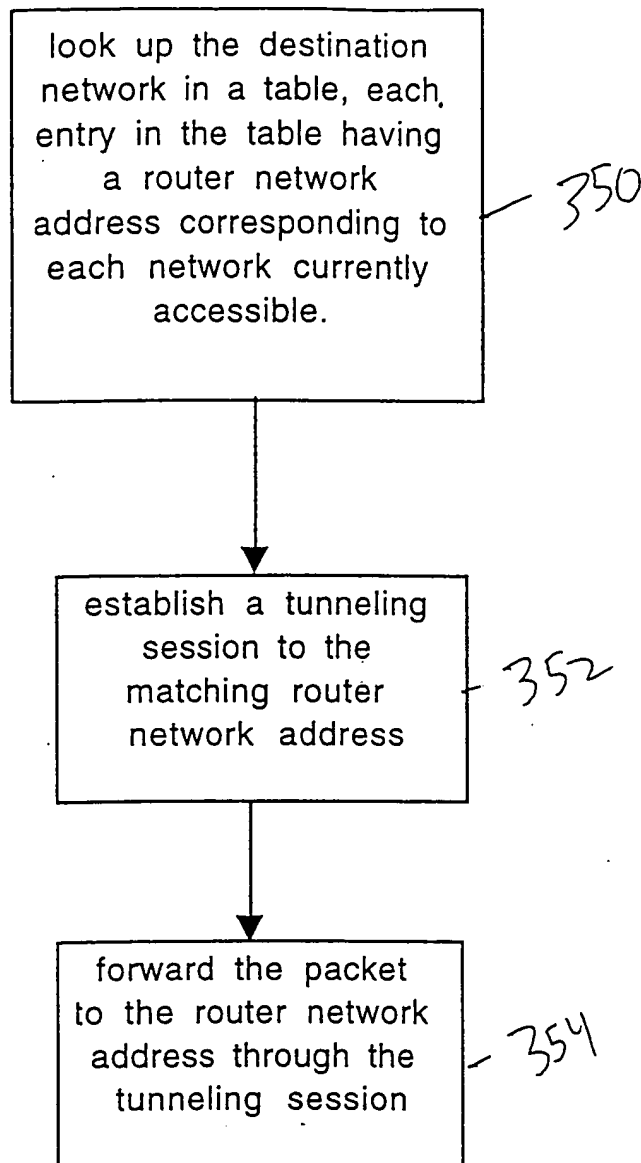 look up the destination
network in a table, each
entry in the table having
a router network
address corresponding to
each network currently
accessible.
350
establish a tunneling
session to the
matching router
network address
352
forward the packet
to the router network
address through the
tunneling session
354